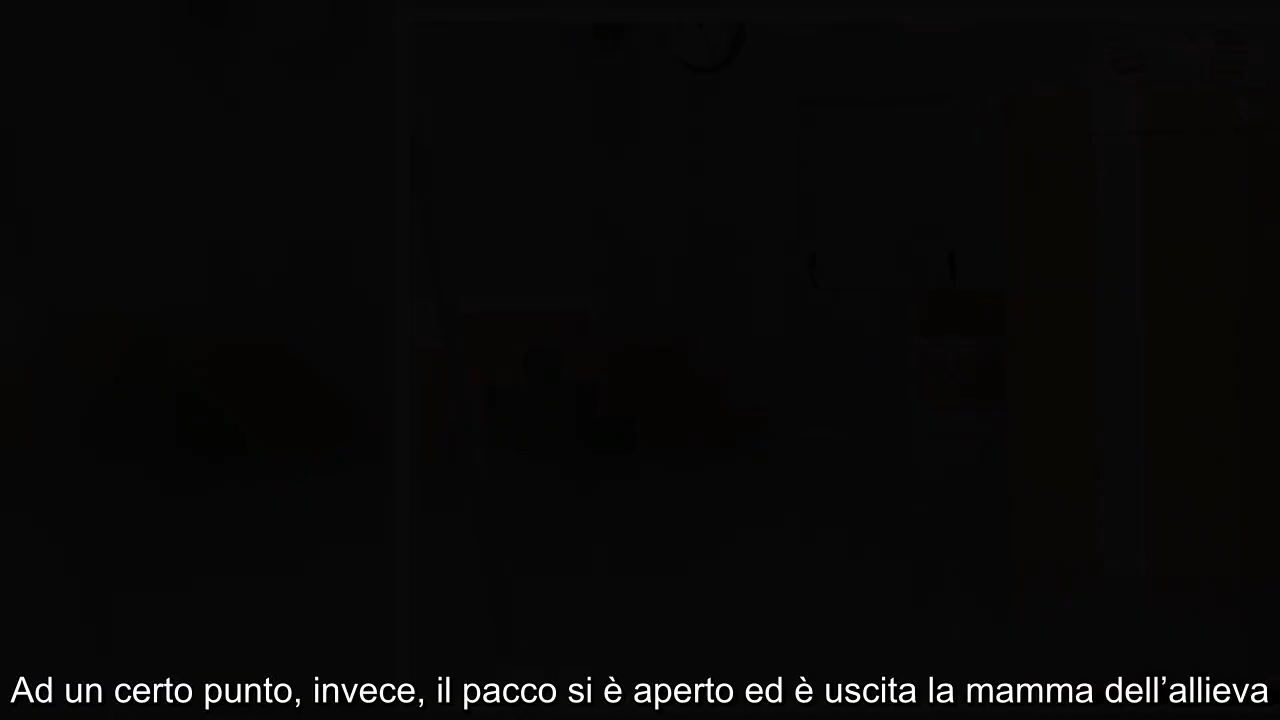 Ad un certo punto, invece, il pacco si è aperto ed è uscita la mamma dell’allieva